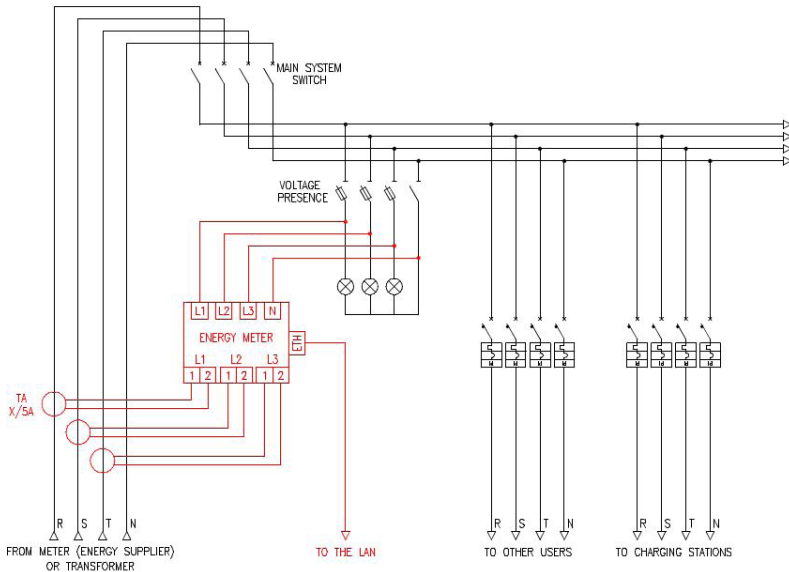 MAIN SYSTEM
SWITCH
VOLTAGE
PRESENCE
L1 L2 L3 N
ENERGY METER
ETH
L1 L2 L3
1 2 1 2 1 2
TA
X/5A
R S T N
FROM METER (ENERGY SUPPLIER)
OR TRANSFORMER
TO THE LAN
R S T N
TO OTHER USERS
R S T N
TO CHARGING STATIONS